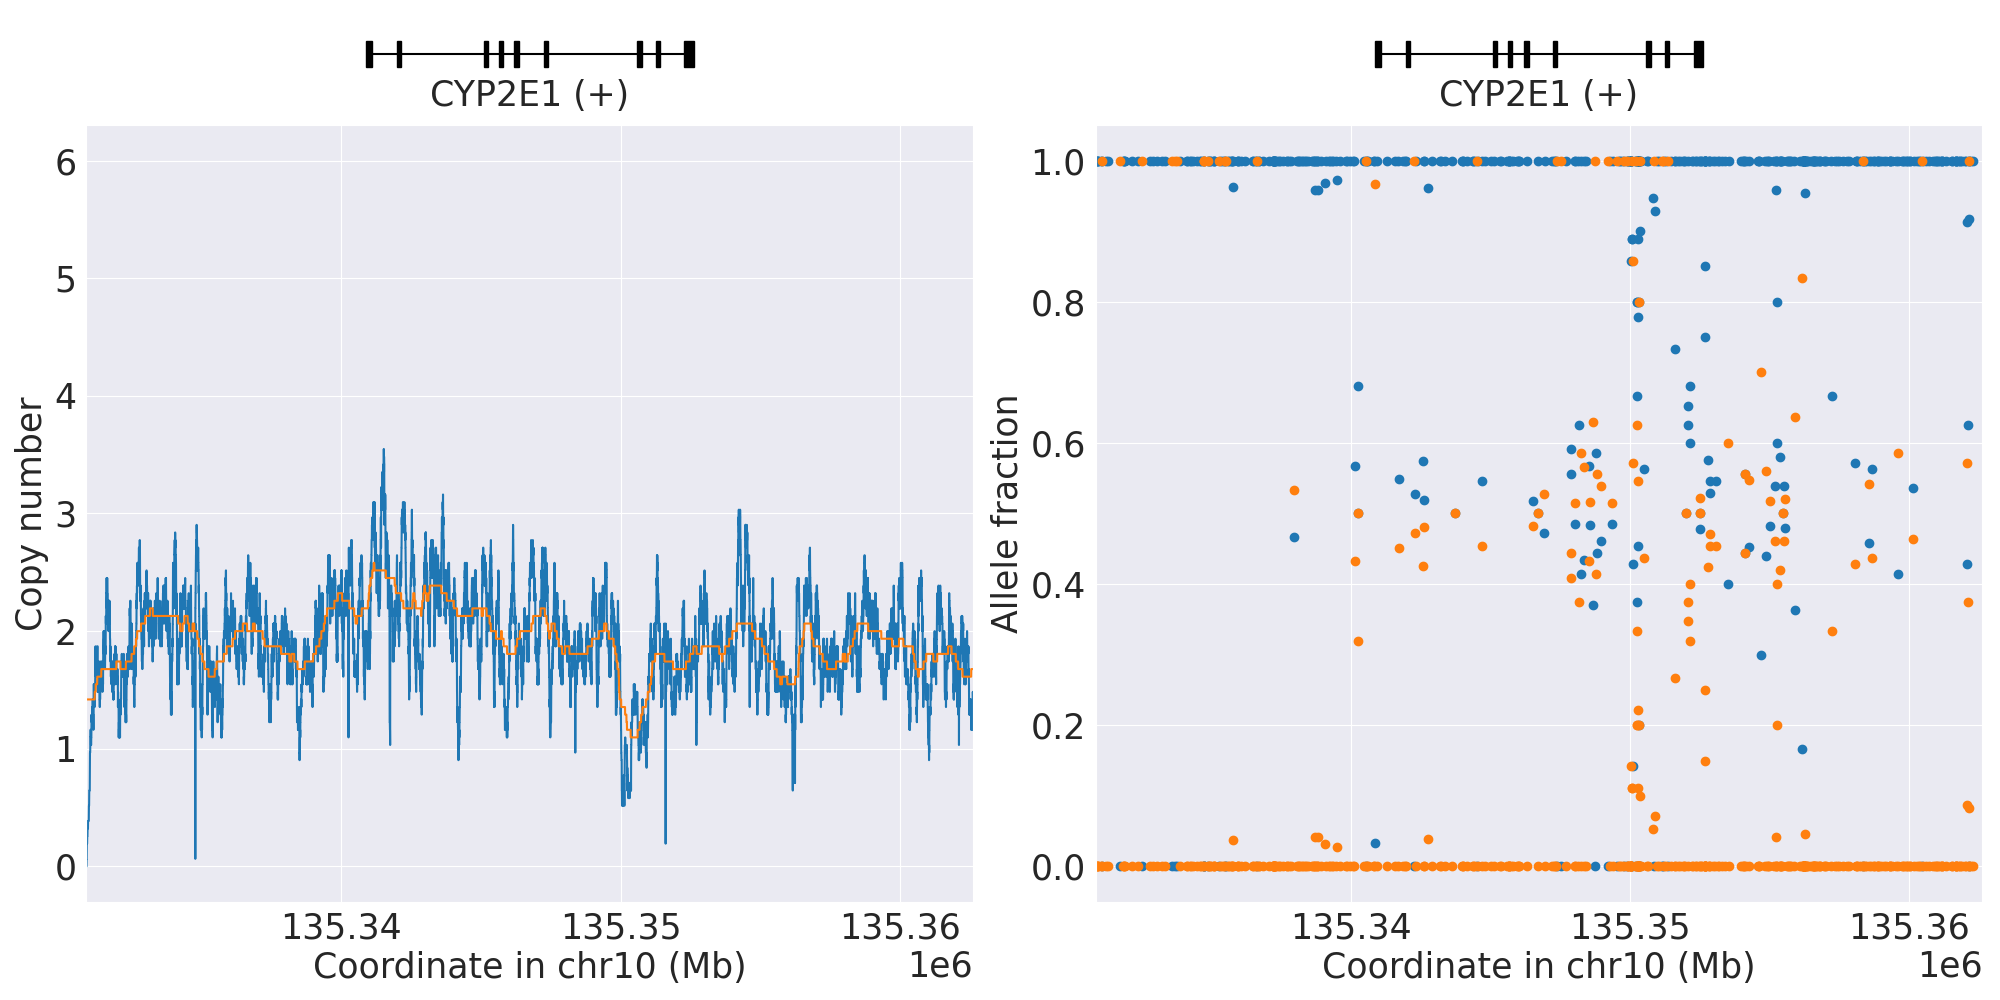 CYP2E1 (+)
6
5
4
3
2
1
0
Copy number
135.34 135.35 135.36
Coordinate in chr10 (Mb)
1e6
CYP2E1 (+)
1.0
0.8
0.6
0.4
0.2
0.0
Allele fraction
135.34 135.35 135.36
Coordinate in chr10 (Mb)
1e6